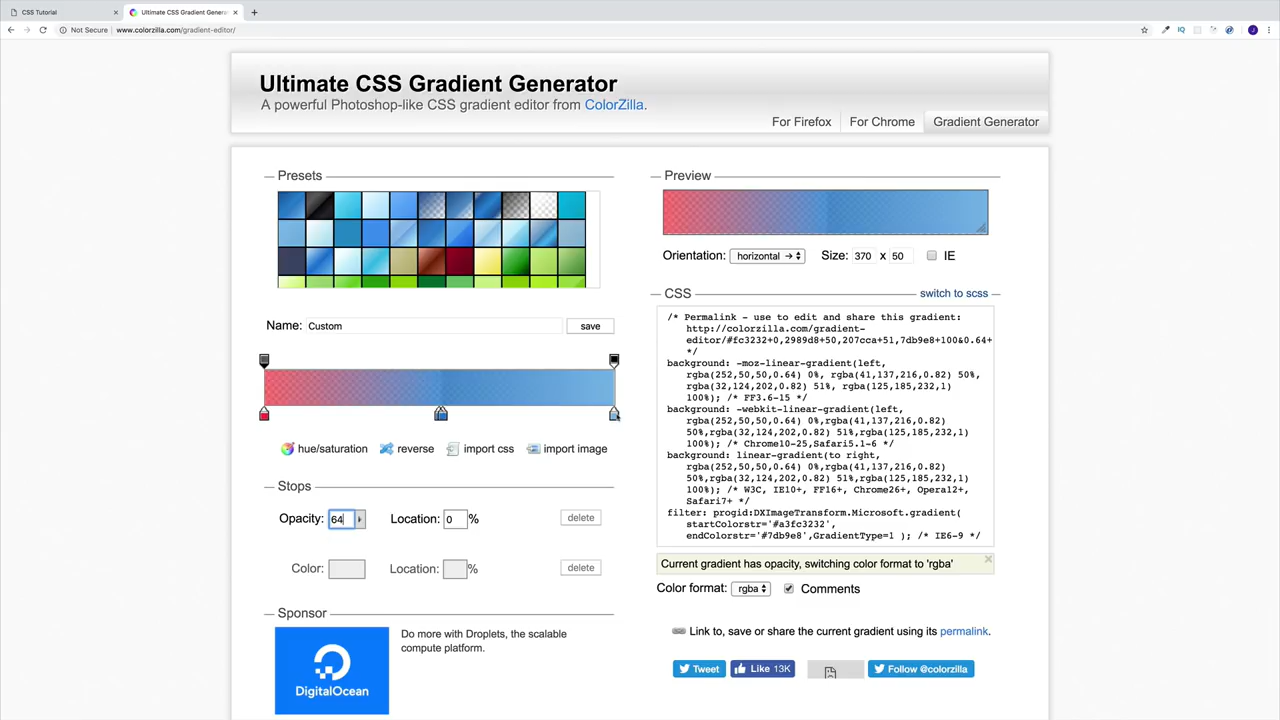 CSS Tutorial
Ultimate CSS Gradient Genera
Not Secure
www.colorzilla.com/gradient-editor/
Ultimate CSS Gradient Generator
A powerful Photoshop-like CSS gradient editor from ColorZilla.
For Firefox
For Chrome
Gradient Generator
Presets
Name: Custom
save
hue/saturation
reverse
import css
import image
Stops
Opacity: 64
Location: 0 %
delete
Color:
Location: %
delete
Sponsor
DigitalOcean
Do more with Droplets, the scalable
compute platform.
Preview
Orientation: horizontal →
Size: 370 x 50
IE
CSS
switch to scss
/* Permalink - use to edit and share this gradient:
http://colorzilla.com/gradient-
editor/#fc3232+0,2989d8+50,207cca+51,7db9e8+100&0.64+
*/
background: -moz-linear-gradient(left,
rgba(252,50,50,0.64) 0%, rgba(41,137,216,0.82) 50%,
rgba(32,124,202,0.82) 51%, rgba(125,185,232,1)
100%); /* FF3.6-15 */
background: -webkit-linear-gradient(left,
rgba(252,50,50,0.64) 0%,rgba(41,137,216,0.82)
50%,rgba(32,124,202,0.82) 51%,rgba(125,185,232,1)
100%); /* Chrome10-25,Safari5.1-6 */
background: linear-gradient(to right,
rgba(252,50,50,0.64) 0%,rgba(41,137,216,0.82)
50%,rgba(32,124,202,0.82) 51%,rgba(125,185,232,1)
100%); /* W3C, IE10+, FF16+, Chrome26+, Opera12+,
Safari7+ */
filter: progid:DXImageTransform.Microsoft.gradient(
startColorstr='#a3fc3232',
endColorstr='#7db9e8',GradientType=1 ); /* IE6-9 */
Current gradient has opacity, switching color format to 'rgba'
Color format: rgba
Comments
Link to, save or share the current gradient using its permalink.
Tweet
Like 13K
Follow @colorzilla